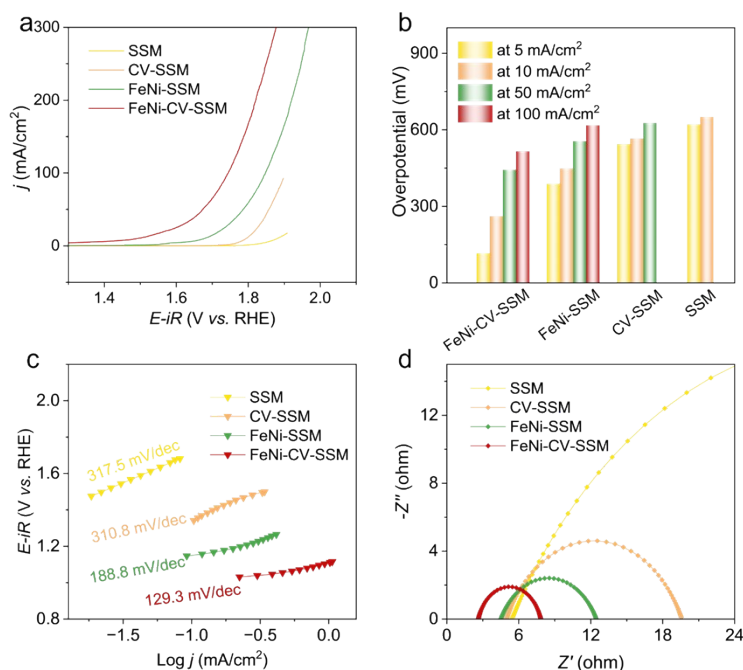 a
300
200
100
0
j (mA/cm²)
SSM
CV-SSM
FeNi-SSM
FeNi-CV-SSM
1.4 1.6 1.8 2.0
E-iR (V vs. RHE)
b
900
600
300
0
Overpotential (mV)
at 5 mA/cm²
at 10 mA/cm²
at 50 mA/cm²
at 100 mA/cm²
FeNi-CV-SSM FeNi-SSM CV-SSM SSM
c
2.0
1.6
1.2
0.8
E-iR (V vs. RHE)
SSM
CV-SSM
FeNi-SSM
FeNi-CV-SSM
317.5 mV/dec
310.8 mV/dec
188.8 mV/dec
129.3 mV/dec
−1.5 −1.0 −0.5 0.0
Log j (mA/cm²)
d
12
8
4
0
-Z'' (ohm)
SSM
CV-SSM
FeNi-SSM
FeNi-CV-SSM
0 6 12 18 24
Z' (ohm)